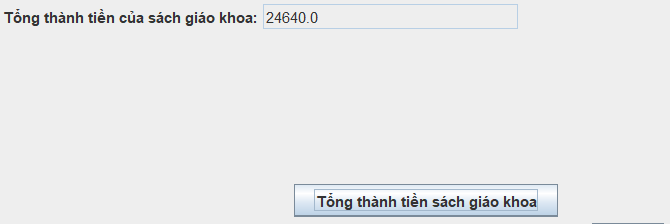 Tổng thành tiền của sách giáo khoa: 24640.0
Tổng thành tiền sách giáo khoa